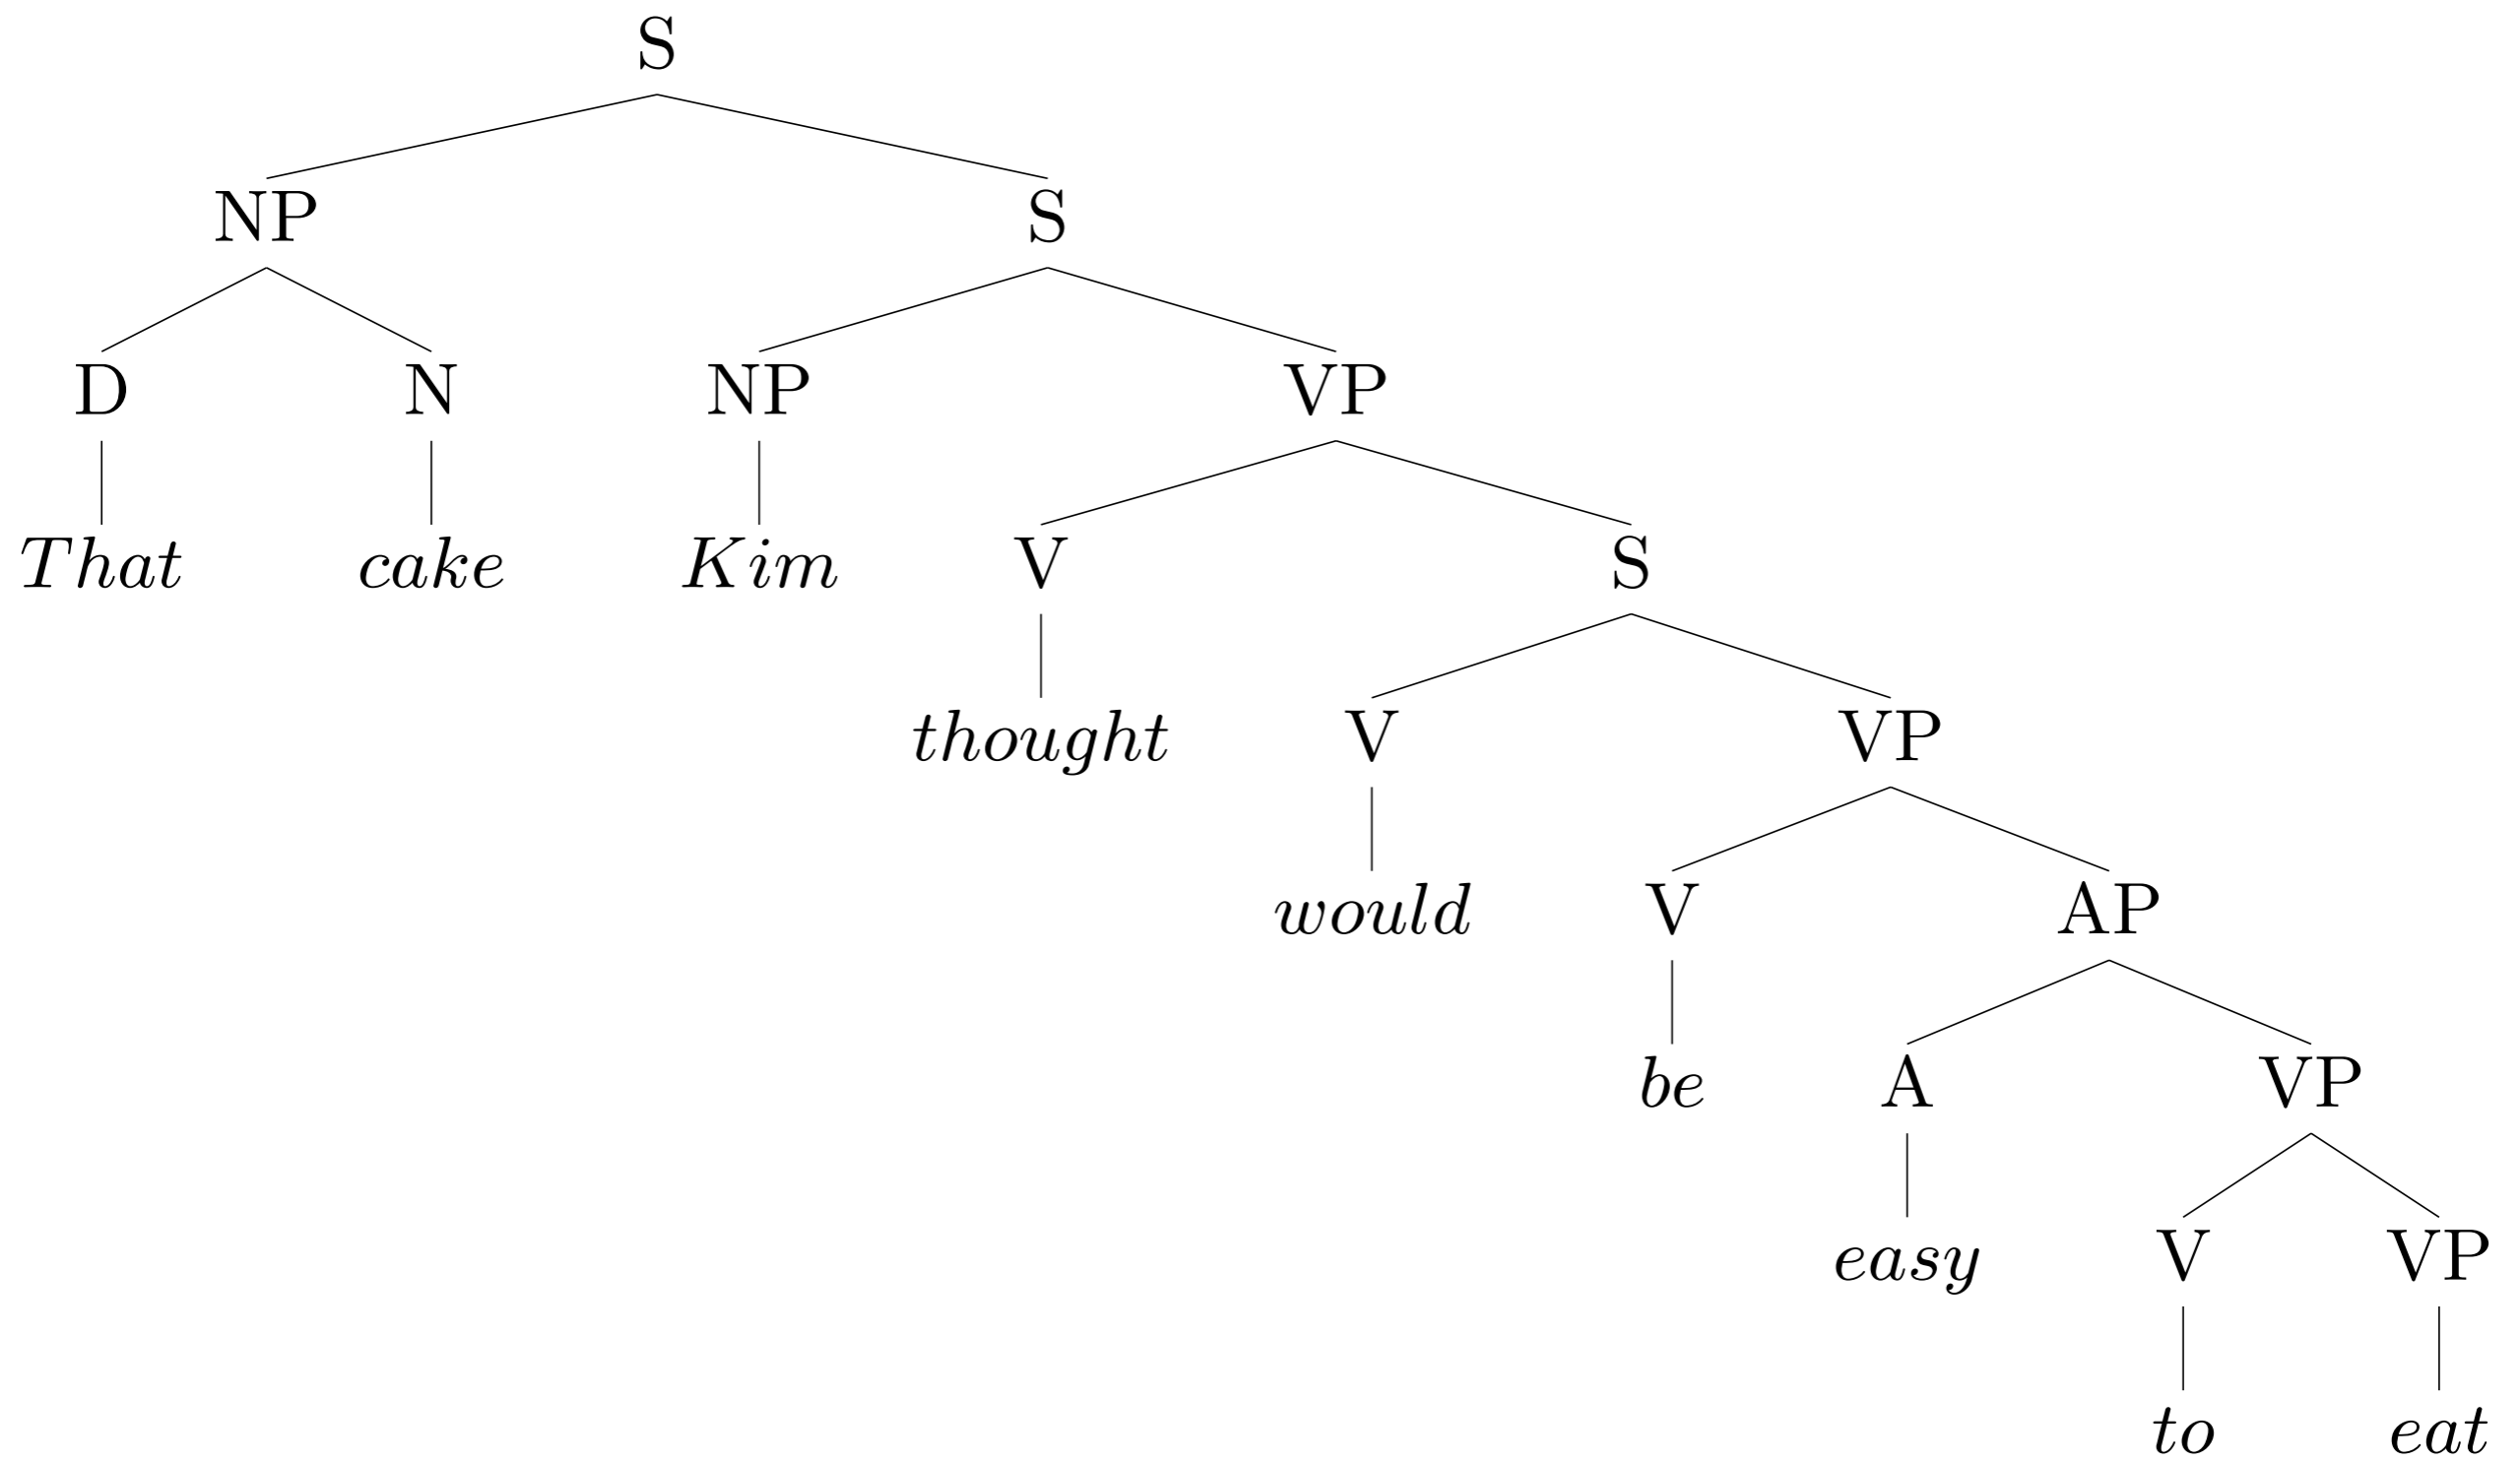 S
NP S
D N NP VP
That cake Kim V S
thought V VP
would V AP
be A VP
easy V VP
to eat